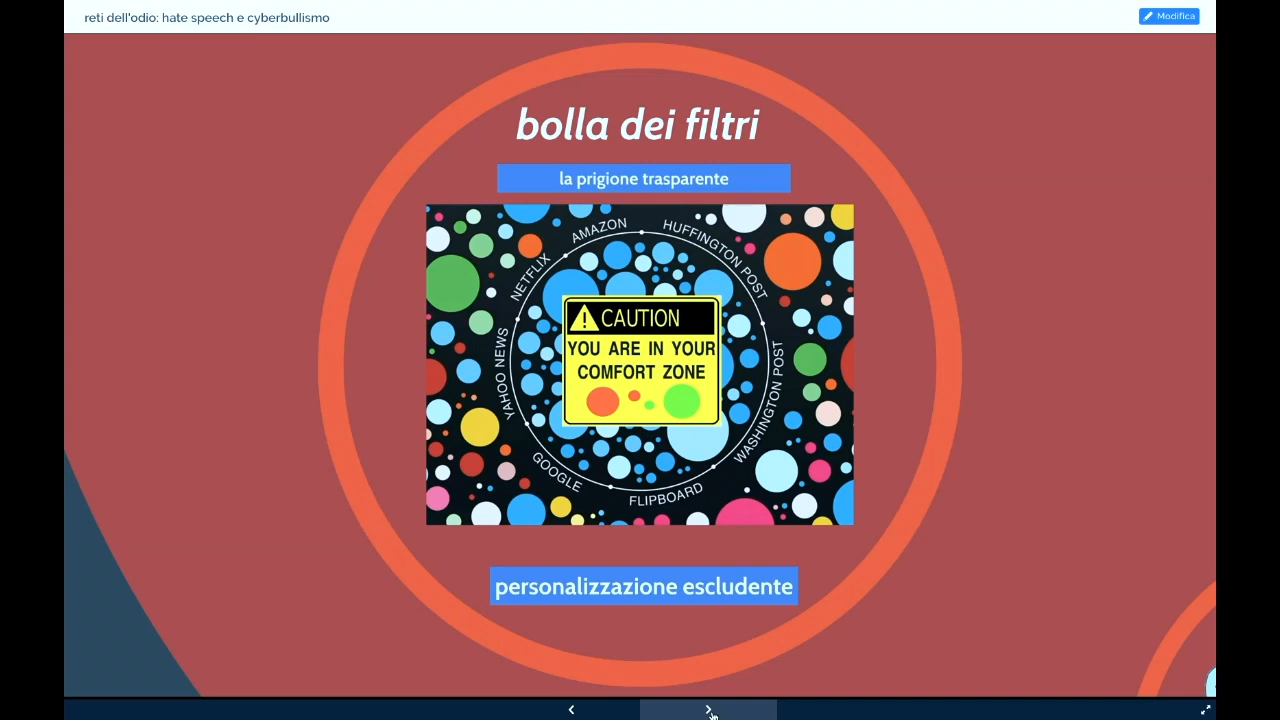 reti dell'odio: hate speech e cyberbullismo
Modifica
bolla dei filtri
la prigione trasparente
AMAZON
HUFFINGTON POST
NETFLIX
YAHOO NEWS
WASHINGTON POST
GOOGLE
FLIPBOARD
CAUTION
YOU ARE IN YOUR
COMFORT ZONE
personalizzazione escludente